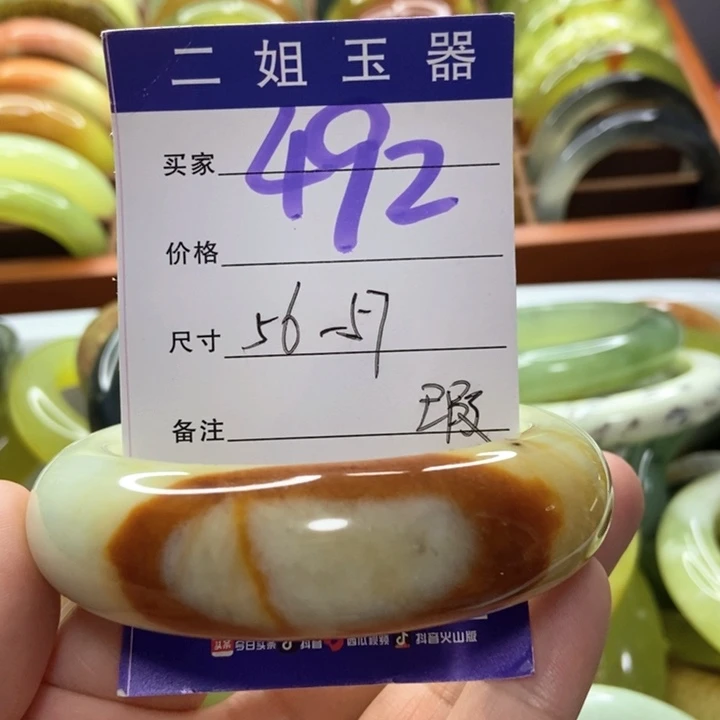 二姐玉器
买家 492
价格
尺寸 56-57
备注 瑕